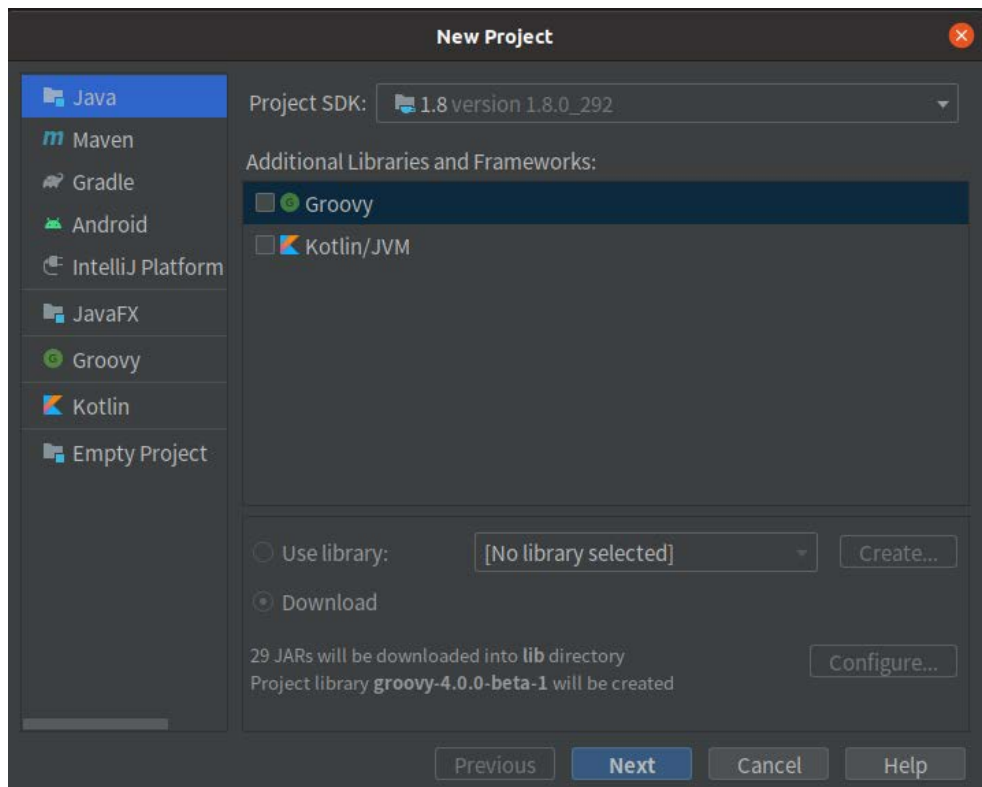 New Project
Java
Maven
Gradle
Android
IntelliJ Platform
JavaFX
Groovy
Kotlin
Empty Project
Project SDK: 1.8 version 1.8.0_292
Additional Libraries and Frameworks:
Groovy
Kotlin/JVM
Use library: [No library selected] Create...
Download
29 JARs will be downloaded into lib directory
Project library groovy-4.0.0-beta-1 will be created
Configure...
Previous Next Cancel Help